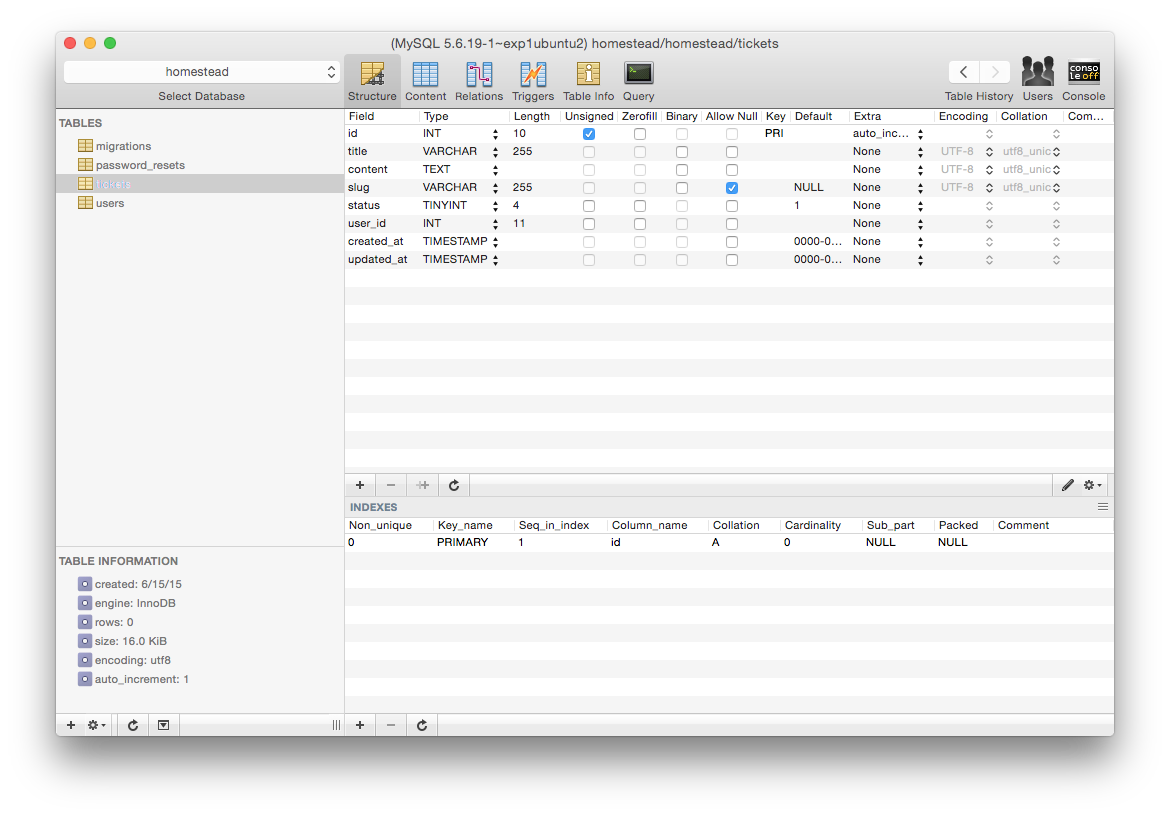 (MySQL 5.6.19-1~exp1ubuntu2) homestead/homestead/tickets
homestead
Select Database
Structure Content Relations Triggers Table Info Query
conso
le off
Table History Users Console
TABLES
migrations
password_resets
tickets
users
Field Type Length Unsigned Zerofill Binary Allow Null Key Default Extra Encoding Collation Com…
id INT 10 PRI auto_inc…
title VARCHAR 255 None UTF-8 utf8_unic
content TEXT None UTF-8 utf8_unic
slug VARCHAR 255 NULL None UTF-8 utf8_unic
status TINYINT 4 1 None
user_id INT 11 None
created_at TIMESTAMP 0000-0… None
updated_at TIMESTAMP 0000-0… None
INDEXES
Non_unique Key_name Seq_in_index Column_name Collation Cardinality Sub_part Packed Comment
0 PRIMARY 1 id A 0 NULL NULL
TABLE INFORMATION
created: 6/15/15
engine: InnoDB
rows: 0
size: 16.0 KiB
encoding: utf8
auto_increment: 1